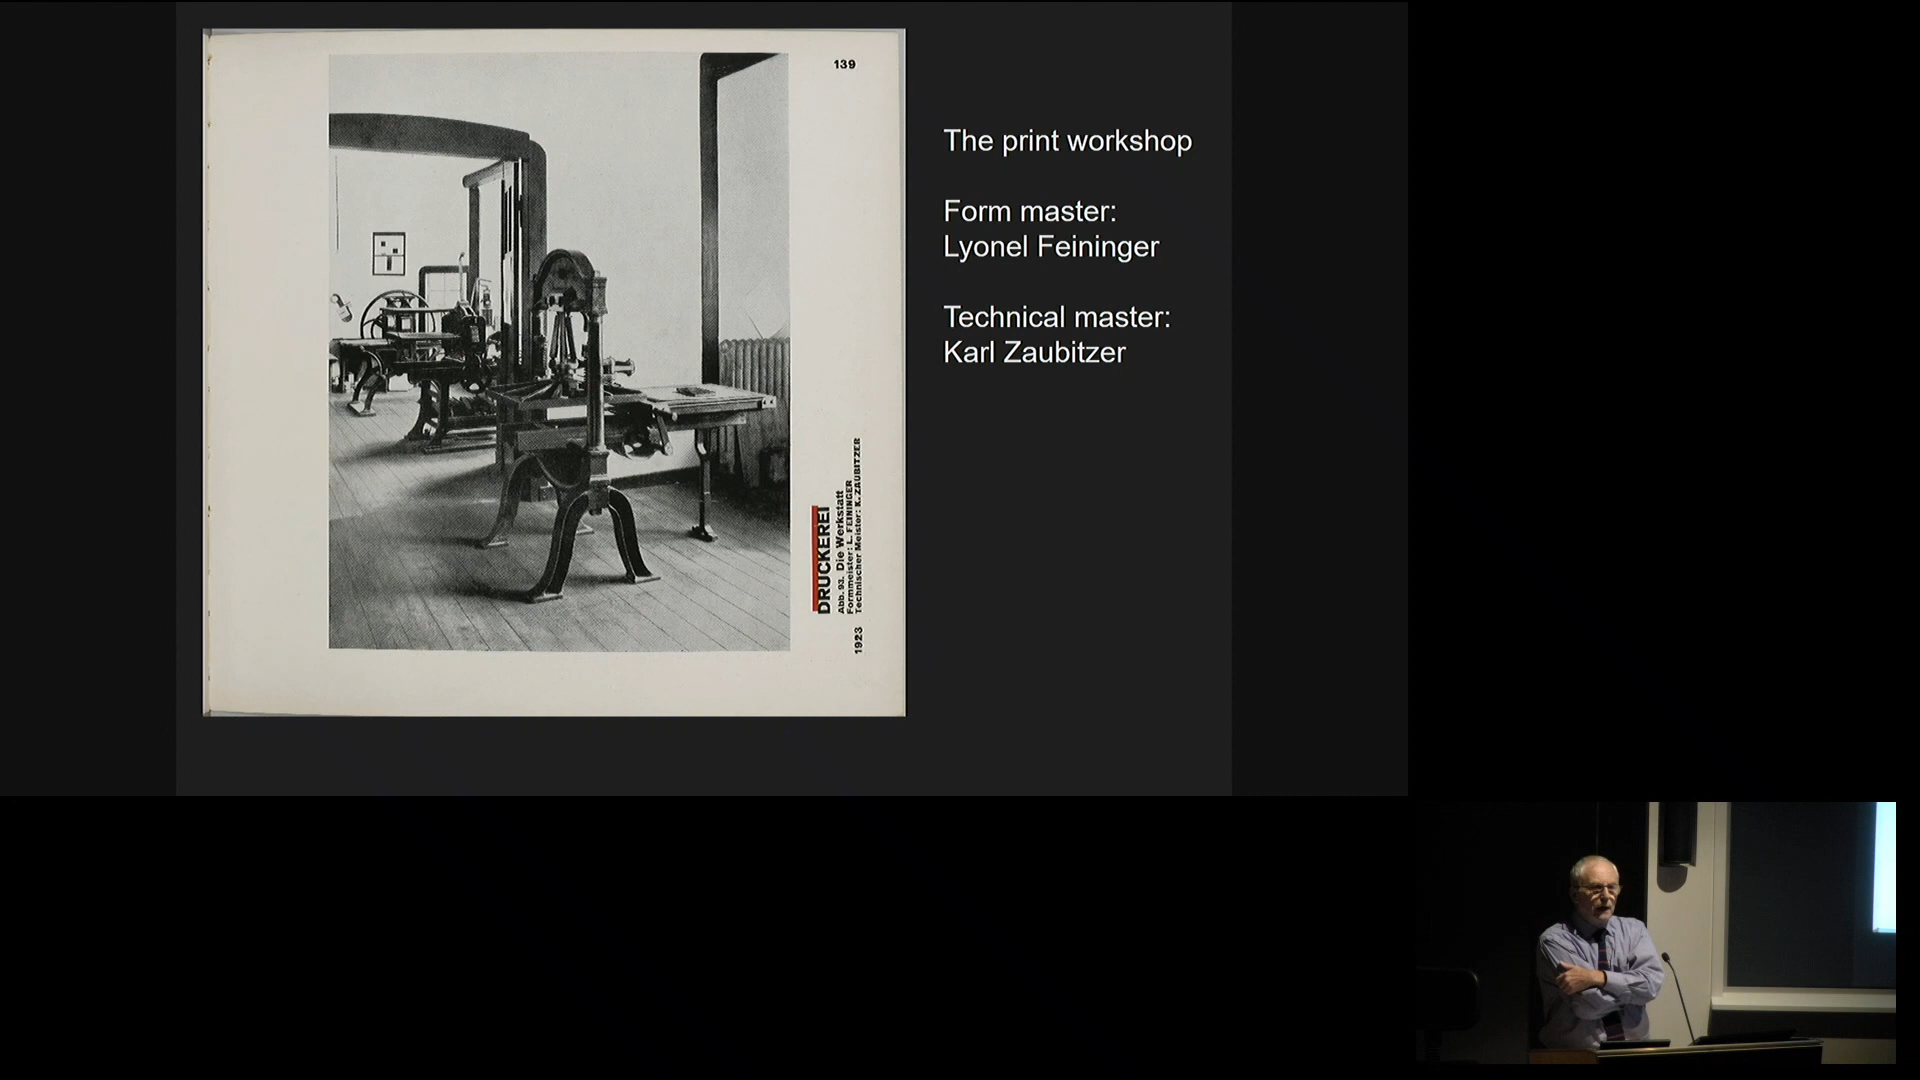 139
DRUCKEREI
Abb. 93. Die Werkstatt
Formmeister: L. FEININGER
Technischer Meister: K. ZAUBITZER
1923
The print workshop
Form master:
Lyonel Feininger
Technical master:
Karl Zaubitzer